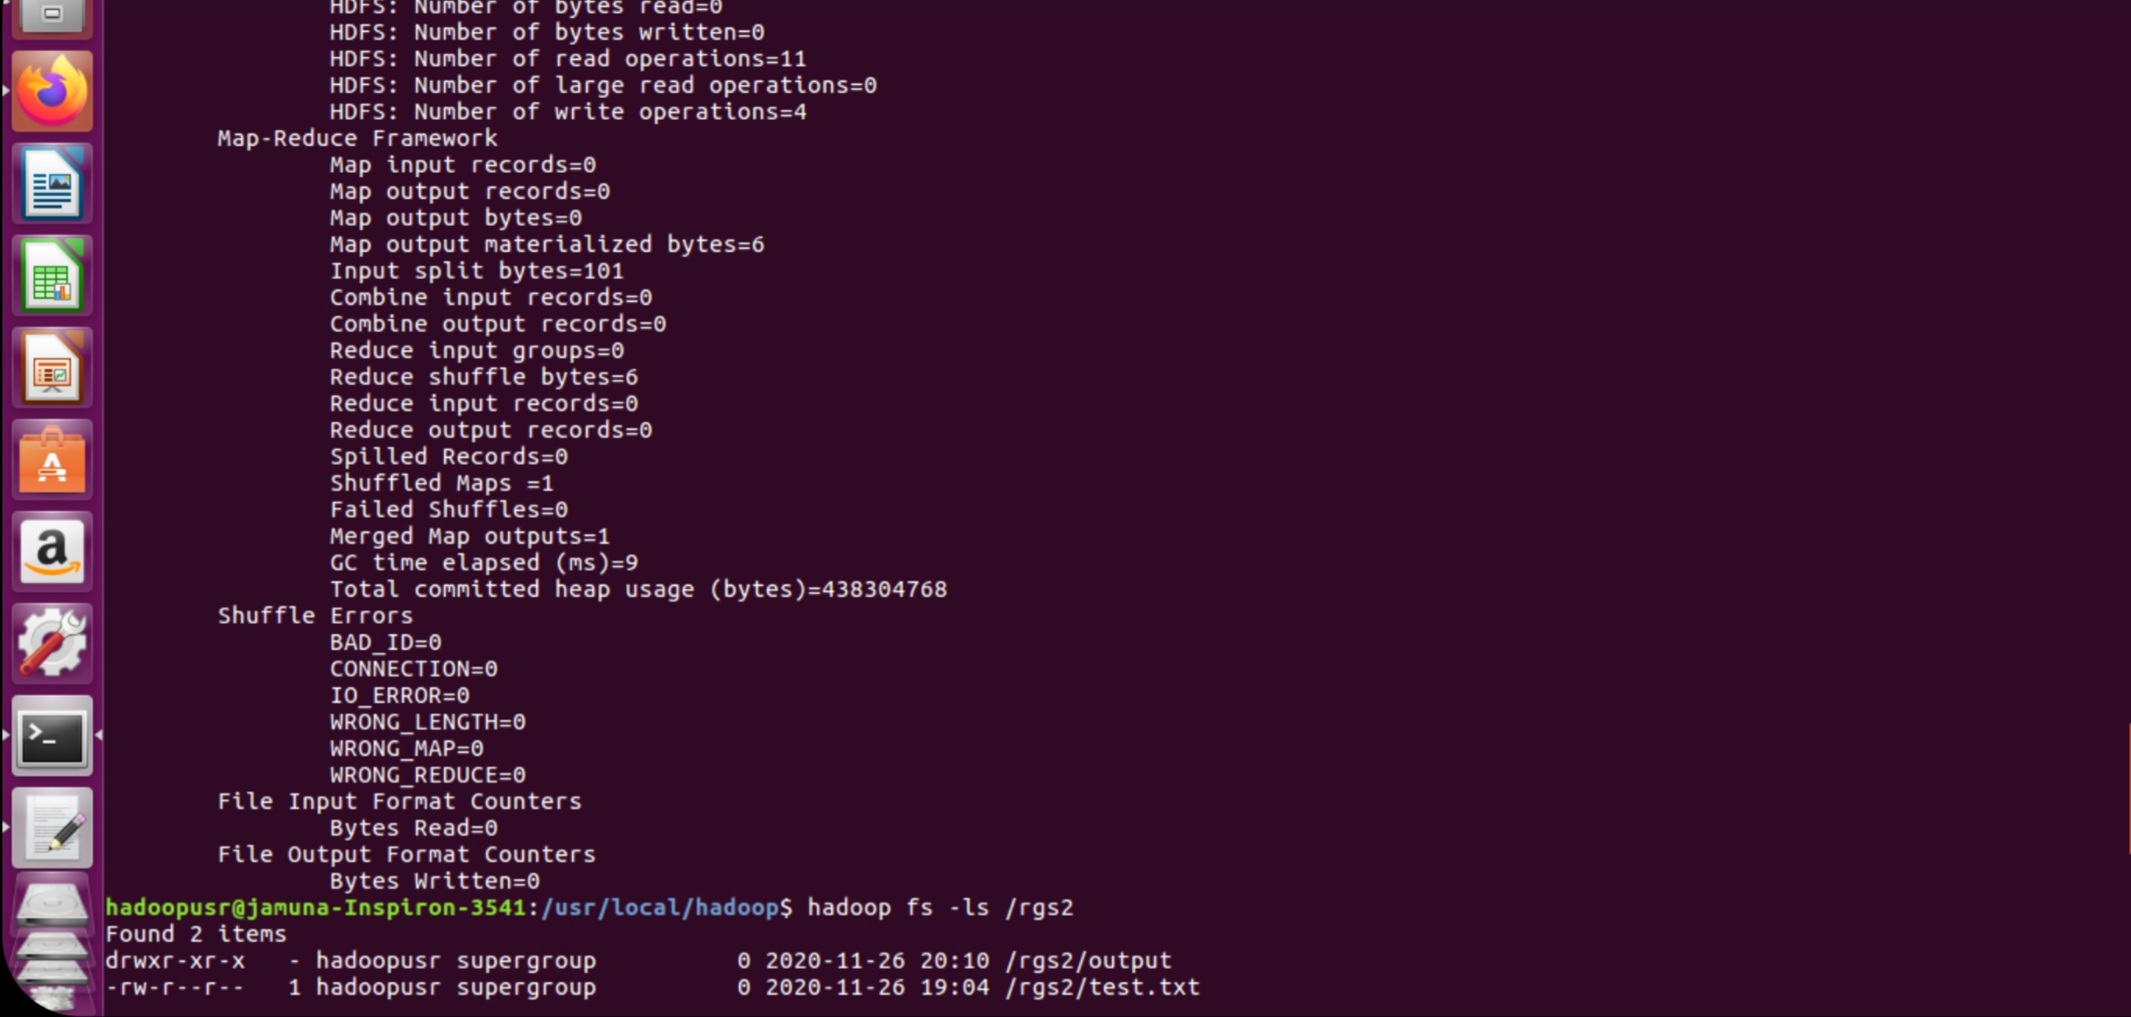 HDFS: Number of bytes read=0
HDFS: Number of bytes written=0
HDFS: Number of read operations=11
HDFS: Number of large read operations=0
HDFS: Number of write operations=4
Map-Reduce Framework
Map input records=0
Map output records=0
Map output bytes=0
Map output materialized bytes=6
Input split bytes=101
Combine input records=0
Combine output records=0
Reduce input groups=0
Reduce shuffle bytes=6
Reduce input records=0
Reduce output records=0
Spilled Records=0
Shuffled Maps =1
Failed Shuffles=0
Merged Map outputs=1
GC time elapsed (ms)=9
Total committed heap usage (bytes)=438304768
Shuffle Errors
BAD_ID=0
CONNECTION=0
IO_ERROR=0
WRONG_LENGTH=0
WRONG_MAP=0
WRONG_REDUCE=0
File Input Format Counters
Bytes Read=0
File Output Format Counters
Bytes Written=0
hadoopusr@jamuna-Inspiron-3541:/usr/local/hadoop$ hadoop fs -ls /rgs2
Found 2 items
drwxr-xr-x   - hadoopusr supergroup          0 2020-11-26 20:10 /rgs2/output
-rw-r--r--   1 hadoopusr supergroup          0 2020-11-26 19:04 /rgs2/test.txt